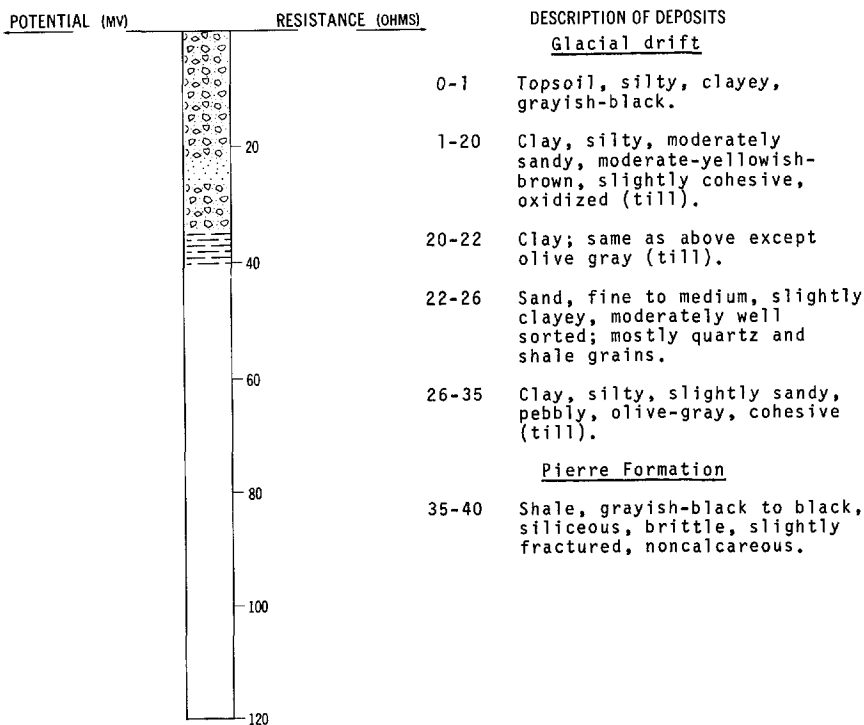 POTENTIAL (MV)
RESISTANCE (OHMS)
DESCRIPTION OF DEPOSITS
Glacial drift
0-1 Topsoil, silty, clayey,
grayish-black.
1-20 Clay, silty, moderately
sandy, moderate-yellowish-
brown, slightly cohesive,
oxidized (till).
20-22 Clay; same as above except
olive gray (till).
22-26 Sand, fine to medium, slightly
clayey, moderately well
sorted; mostly quartz and
shale grains.
26-35 Clay, silty, slightly sandy,
pebbly, olive-gray, cohesive
(till).
Pierre Formation
35-40 Shale, grayish-black to black,
siliceous, brittle, slightly
fractured, noncalcareous.
20
40
60
80
100
120